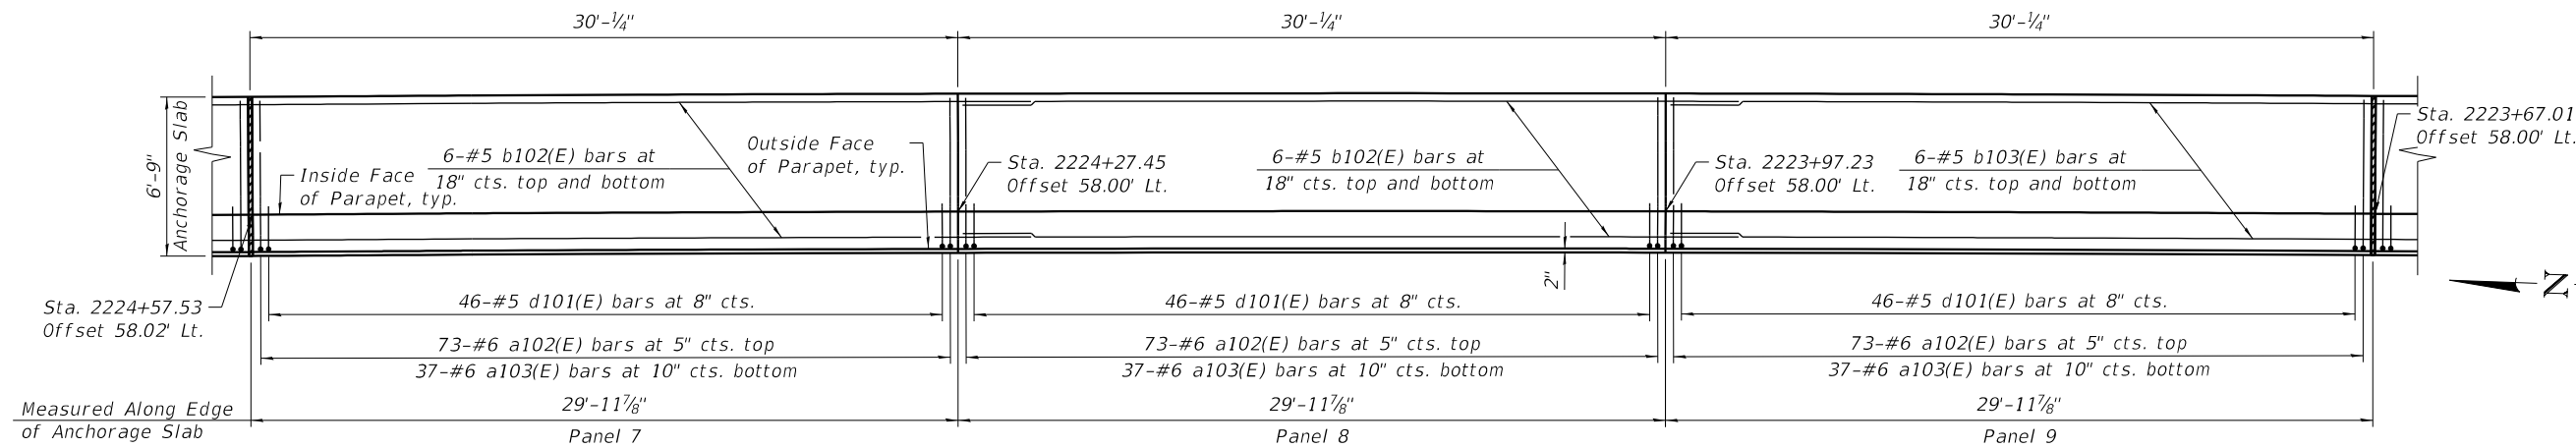 30'-¼"
30'-¼"
30'-¼"
6'-9"
Anchorage Slab
Inside Face
of Parapet, typ.
6-#5 b102(E) bars at
18" cts. top and bottom
Outside Face
of Parapet, typ.
Sta. 2224+27.45
Offset 58.00' Lt.
6-#5 b102(E) bars at
18" cts. top and bottom
Sta. 2223+97.23
Offset 58.00' Lt.
6-#5 b103(E) bars at
18" cts. top and bottom
Sta. 2223+67.01
Offset 58.00' Lt.
2"
N
Sta. 2224+57.53
Offset 58.02' Lt.
46-#5 d101(E) bars at 8" cts.
46-#5 d101(E) bars at 8" cts.
46-#5 d101(E) bars at 8" cts.
73-#6 a102(E) bars at 5" cts. top
37-#6 a103(E) bars at 10" cts. bottom
73-#6 a102(E) bars at 5" cts. top
37-#6 a103(E) bars at 10" cts. bottom
73-#6 a102(E) bars at 5" cts. top
37-#6 a103(E) bars at 10" cts. bottom
Measured Along Edge
of Anchorage Slab
29'-11⅞"
29'-11⅞"
29'-11⅞"
Panel 7
Panel 8
Panel 9